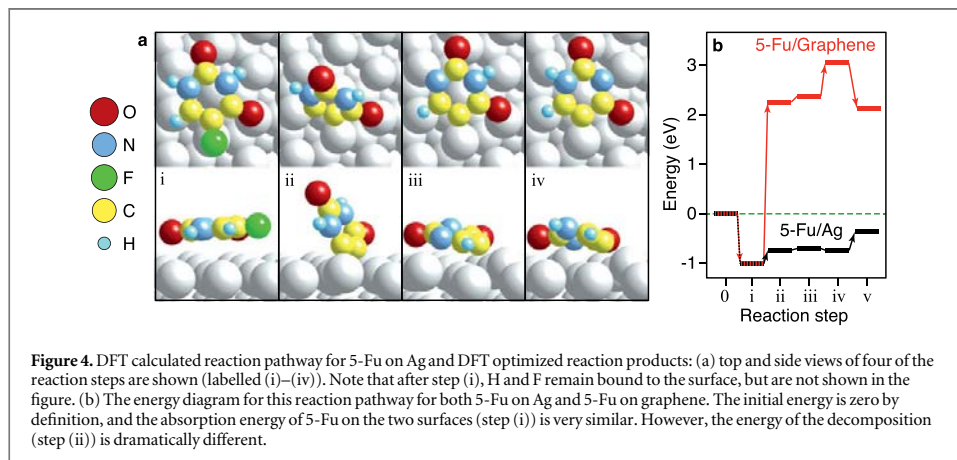 a
O
N
F
C
H
i
ii
iii
iv
b
5-Fu/Graphene
3
2
0
-1
Energy (eV)
5-Fu/Ag
0
i
ii
iii
iv
v
Reaction step
Figure 4. DFT calculated reaction pathway for 5-Fu on Ag and DFT optimized reaction products: (a) top and side views of four of the
reaction steps are shown (labelled (i)–(iv)). Note that after step (i), H and F remain bound to the surface, but are not shown in the
figure. (b) The energy diagram for this reaction pathway for both 5-Fu on Ag and 5-Fu on graphene. The initial energy is zero by
definition, and the absorption energy of 5-Fu on the two surfaces (step (i)) is very similar. However, the energy of the decomposition
(step (ii)) is dramatically different.